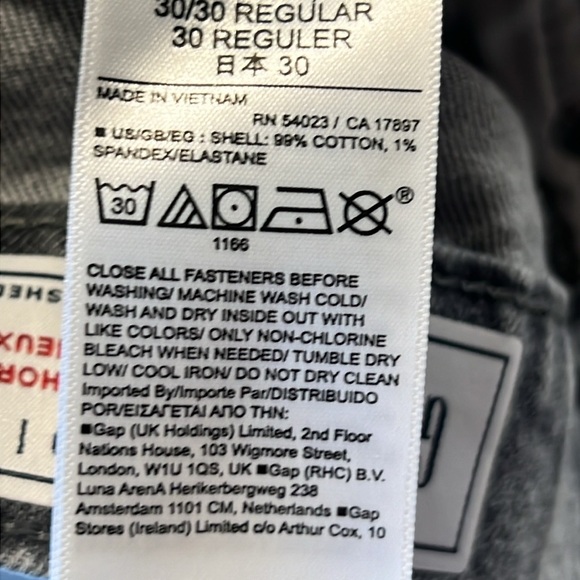 30/30 REGULAR
30 REGULER
日本 30
MADE IN VIETNAM
RN 54023 / CA 17897
■ US/GB/EG : SHELL: 99% COTTON, 1%
SPANDEX/ELASTANE
30
®
1166
CLOSE ALL FASTENERS BEFORE
WASHING/ MACHINE WASH COLD/
WASH AND DRY INSIDE OUT WITH
LIKE COLORS/ ONLY NON-CHLORINE
BLEACH WHEN NEEDED/ TUMBLE DRY
LOW/ COOL IRON/ DO NOT DRY CLEAN
Imported By/Importe Par/DISTRIBUIDO
POR/ΕΙΣΑΓΕΤΑΙ ΑΠΟ ΤΗΝ:
■Gap (UK Holdings) Limited, 2nd Floor
Nations House, 103 Wigmore Street,
London, W1U 1QS, UK ■Gap (RHC) B.V.
Luna ArenA Herikerbergweg 238
Amsterdam 1101 CM, Netherlands ■Gap
Stores (Ireland) Limited c/o Arthur Cox, 10